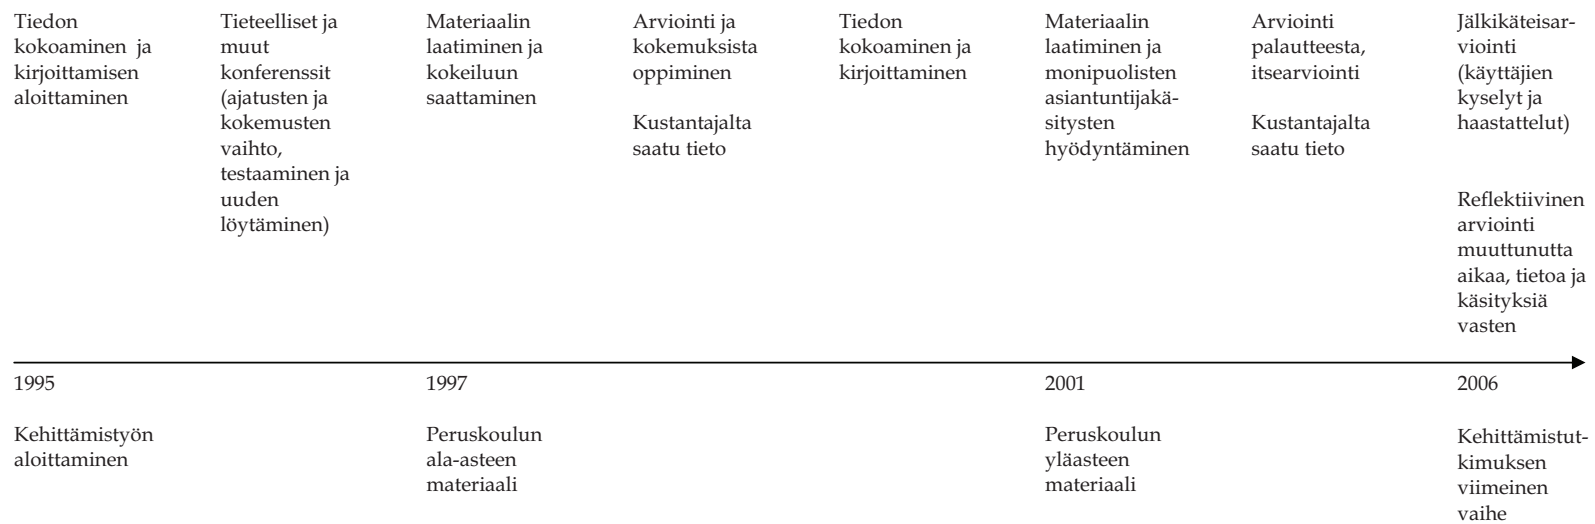 Tiedon
kokoaminen ja
kirjoittamisen
aloittaminen
Tieteelliset ja
muut
konferenssit
(ajatusten ja
kokemusten
vaihto,
testaaminen ja
uuden
löytäminen)
Materiaalin
laatiminen ja
kokeiluun
saattaminen
Arviointi ja
kokemuksista
oppiminen
Kustantajalta
saatu tieto
Tiedon
kokoaminen ja
kirjoittaminen
Materiaalin
laatiminen ja
monipuolisten
asiantuntijakä-
sitysten
hyödyntäminen
Arviointi
palautteesta,
itsearviointi
Kustantajalta
saatu tieto
Jälkikäteisar-
viointi
(käyttäjien
kyselyt ja
haastattelut)
Reflektiivinen
arviointi
muuttunutta
aikaa, tietoa ja
käsityksiä
vasten
1995
Kehittämistyön
aloittaminen
1997
Peruskoulun
ala-asteen
materiaali
2001
Peruskoulun
yläasteen
materiaali
2006
Kehittämistut-
kimuksen
viimeinen
vaihe